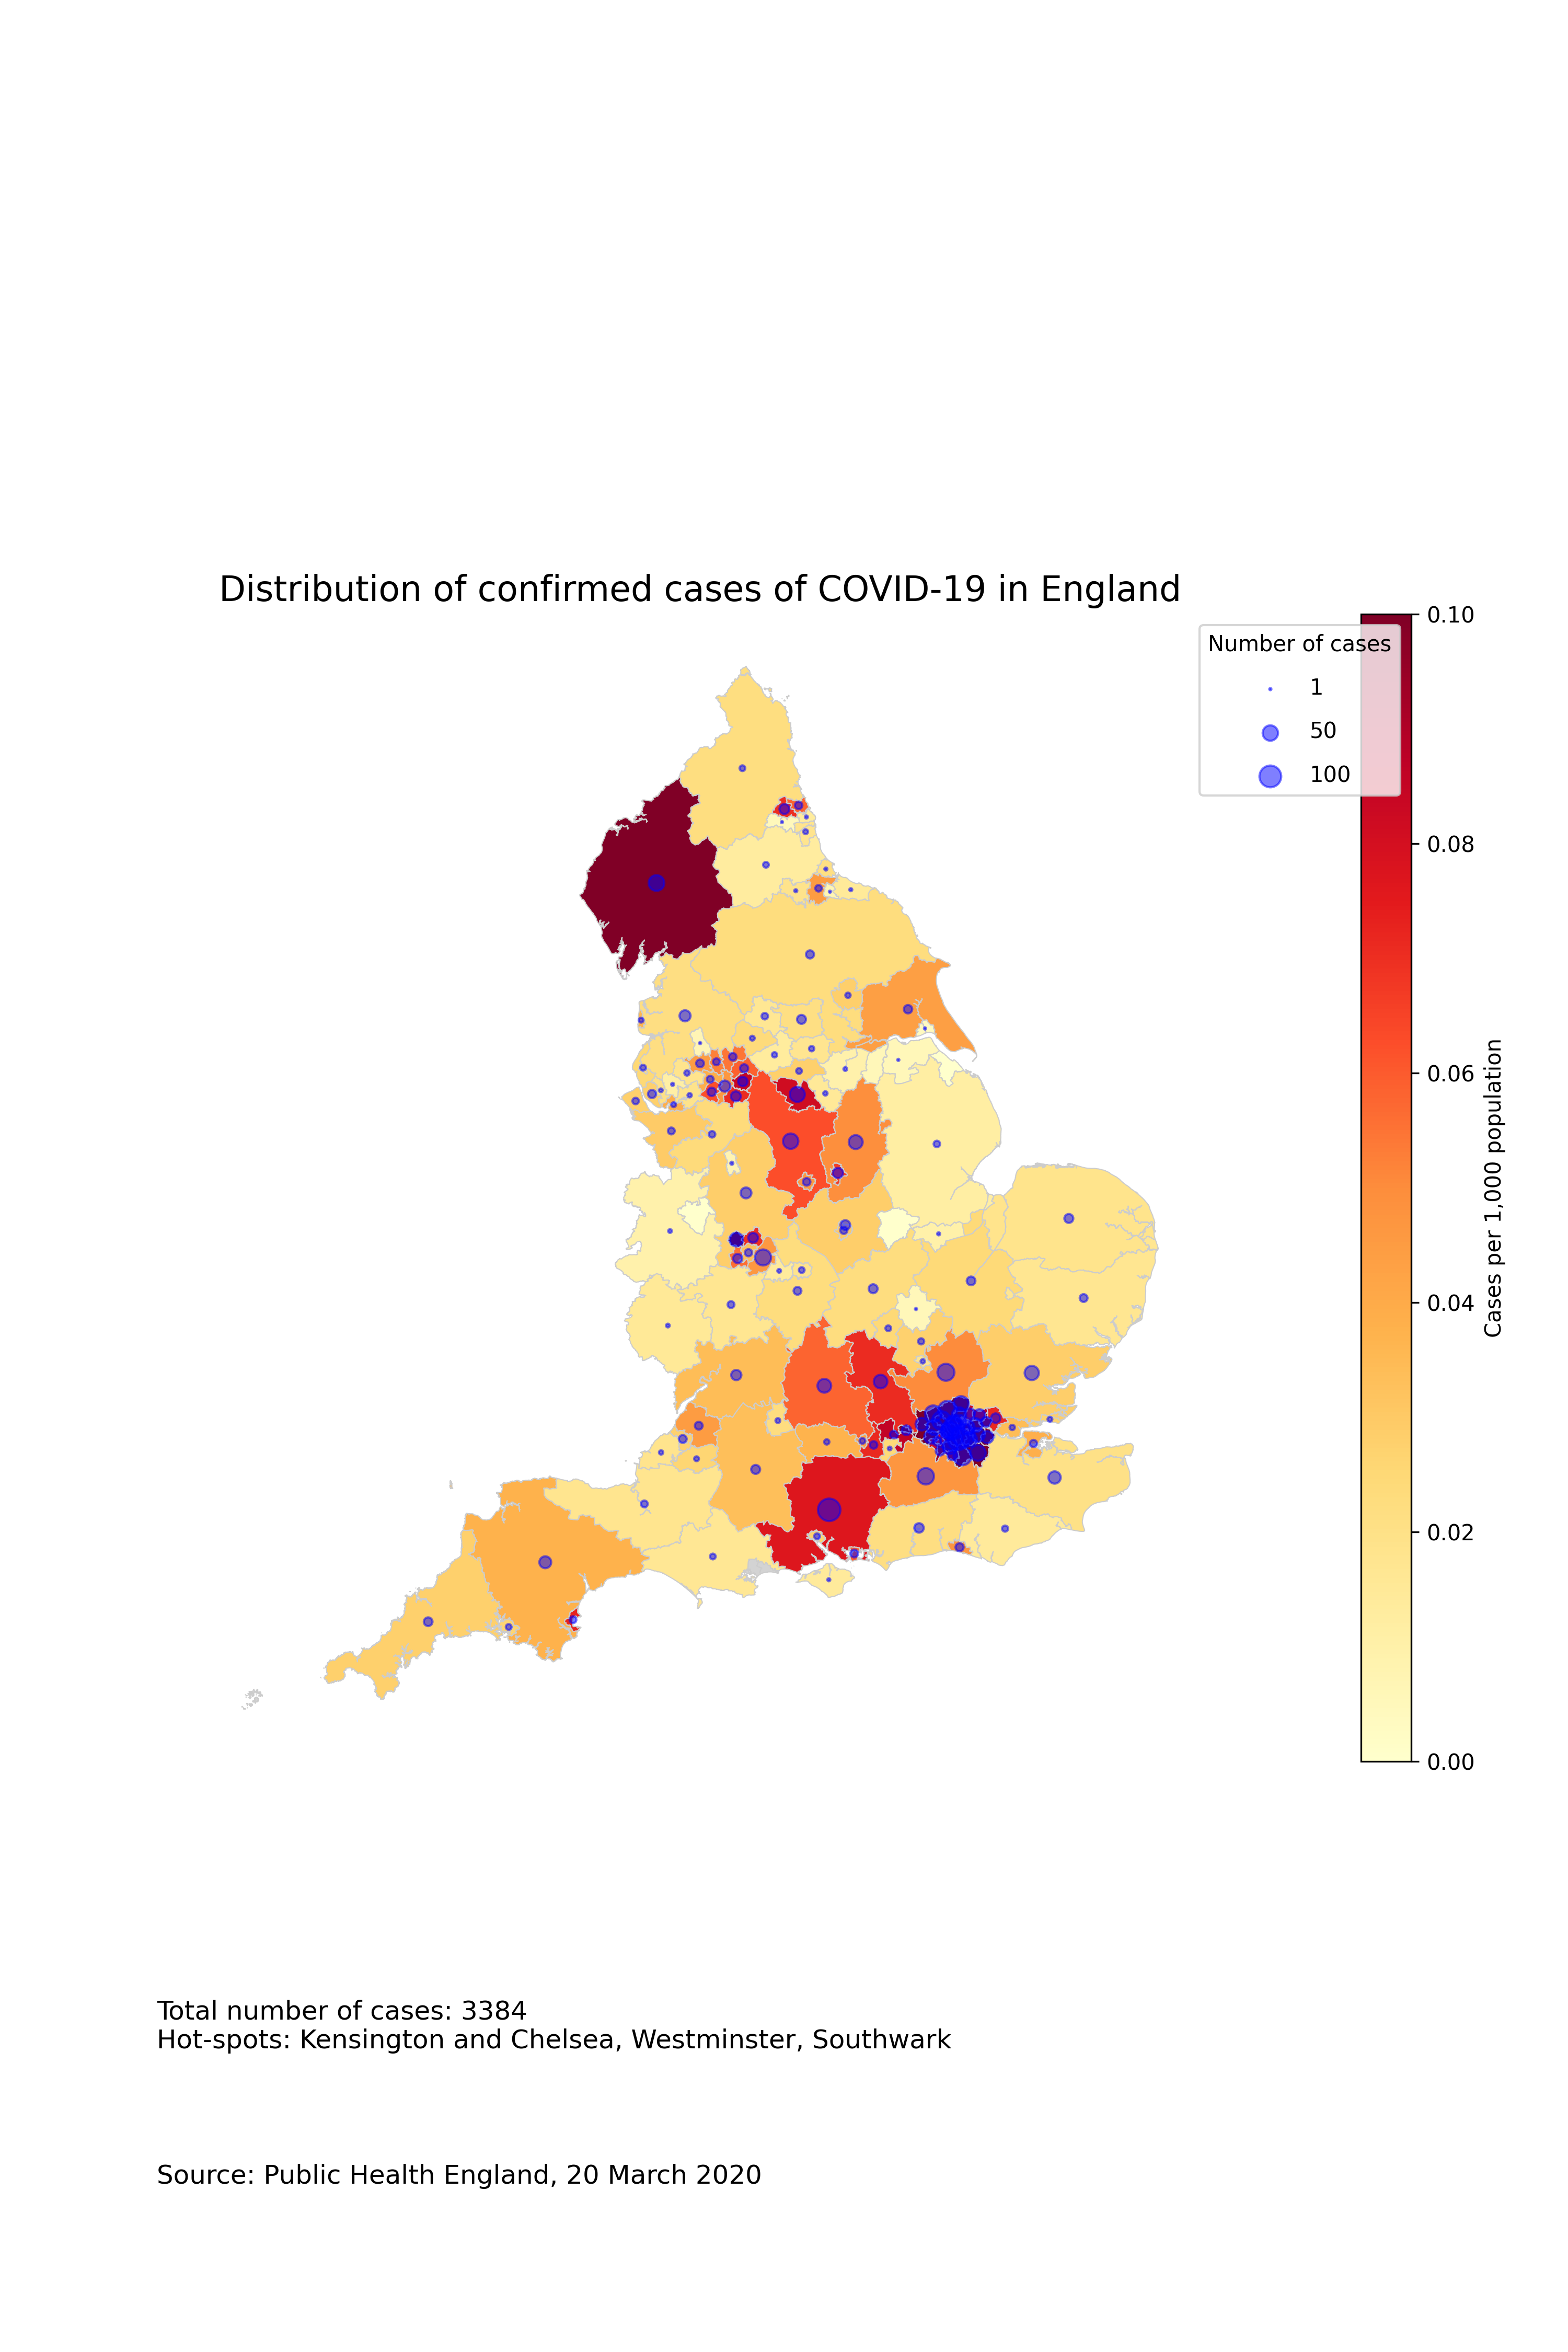 Distribution of confirmed cases of COVID-19 in England
Number of cases
1
50
100
0.10
0.08
0.06
0.04
0.02
0.00
Cases per 1,000 population
Total number of cases: 3384
Hot-spots: Kensington and Chelsea, Westminster, Southwark
Source: Public Health England, 20 March 2020